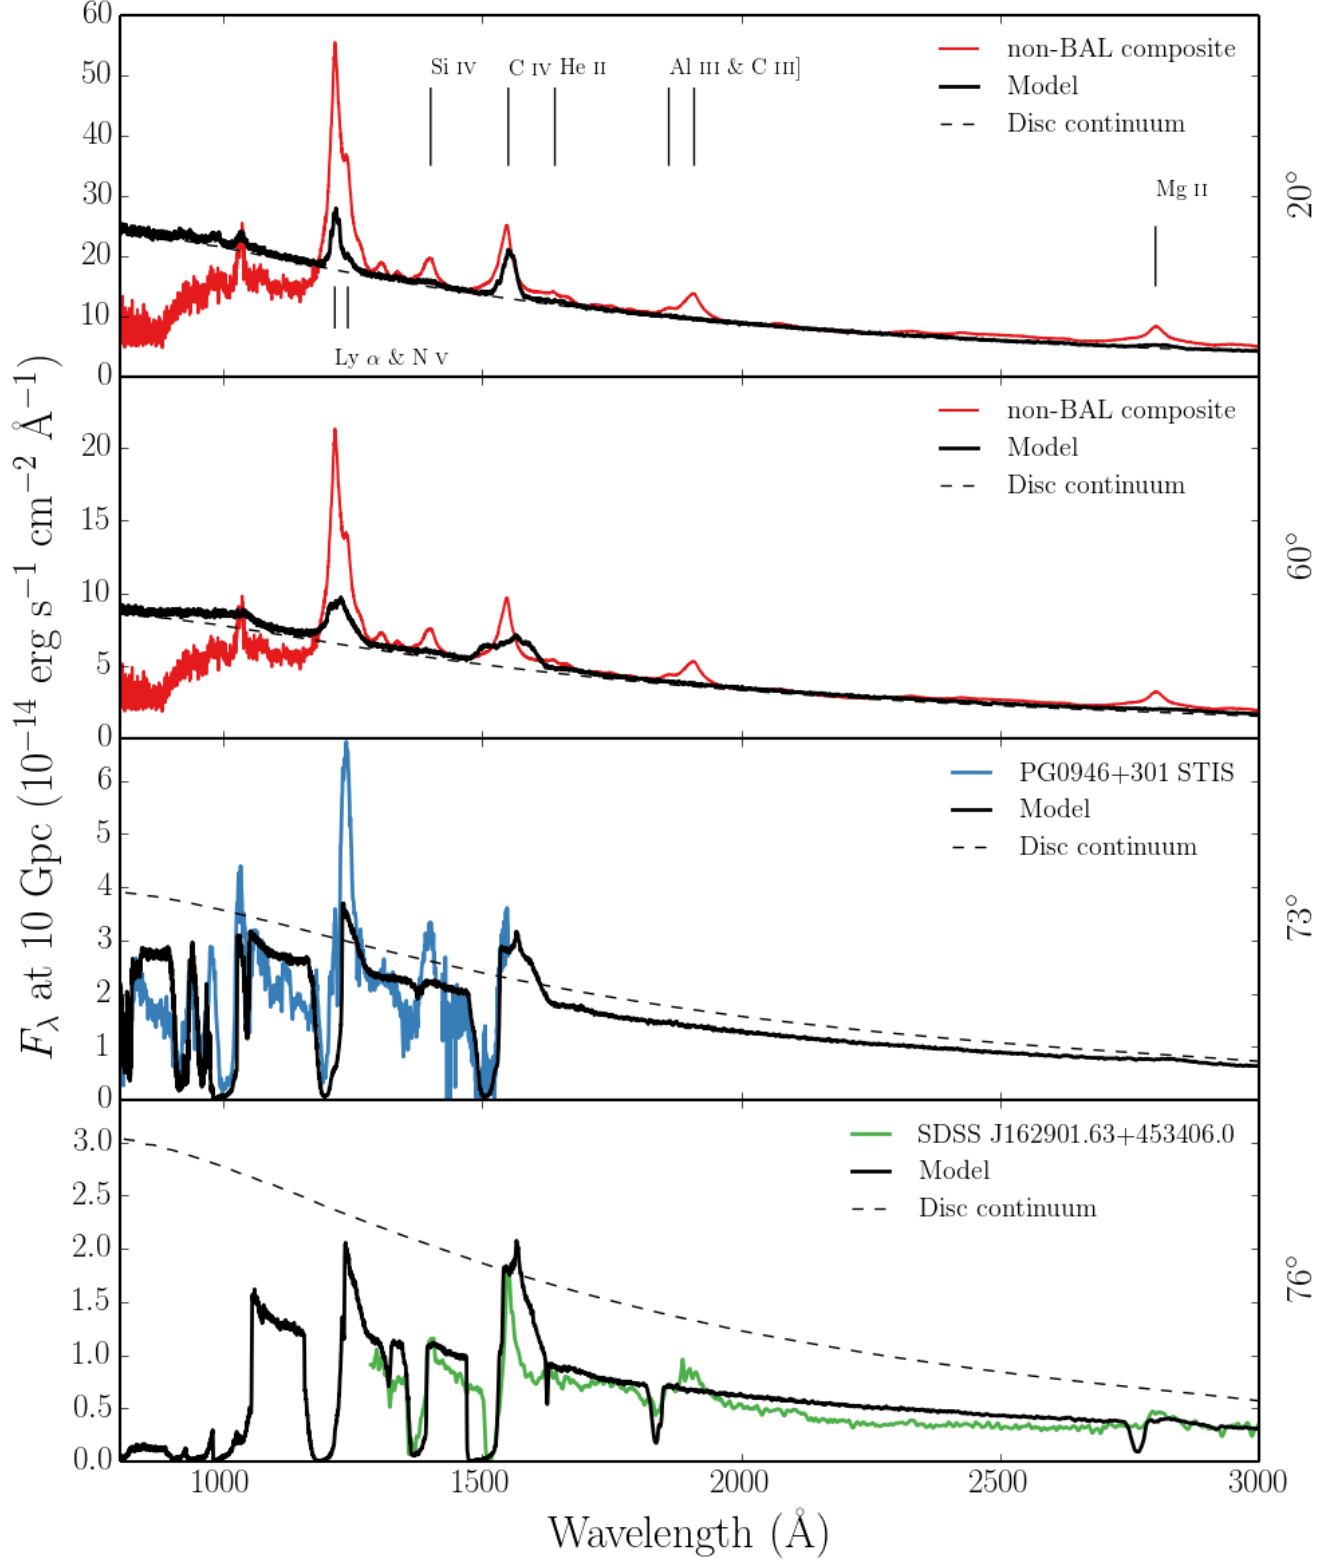 60
50
40
30
20
10
0
Si IV
C IV He II
Al III & C III]
non-BAL composite
Model
Disc continuum
Mg II
Ly α & N V
20°
20
15
10
5
0
non-BAL composite
Model
Disc continuum
60°
F_λ at 10 Gpc (10⁻¹⁴ erg s⁻¹ cm⁻² Å⁻¹)
6
5
4
3
2
1
0
PG0946+301 STIS
Model
Disc continuum
73°
3.0
2.5
2.0
1.5
1.0
0.5
0.0
SDSS J162901.63+453406.0
Model
Disc continuum
76°
1000 1500 2000 2500 3000
Wavelength (Å)